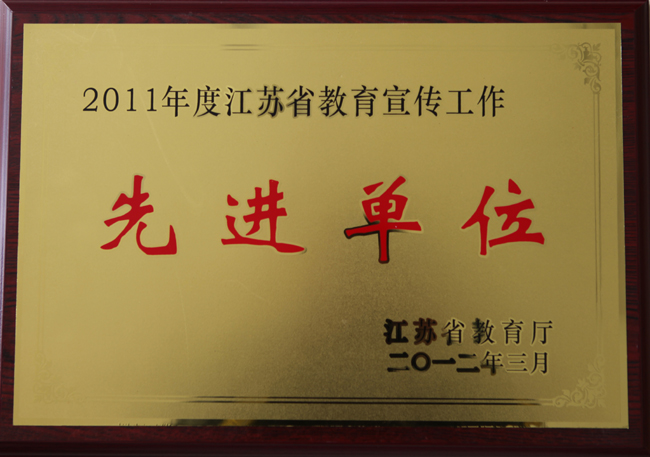 2011年度江苏省教育宣传工作
先进单位
江苏省教育厅
二〇一二年三月